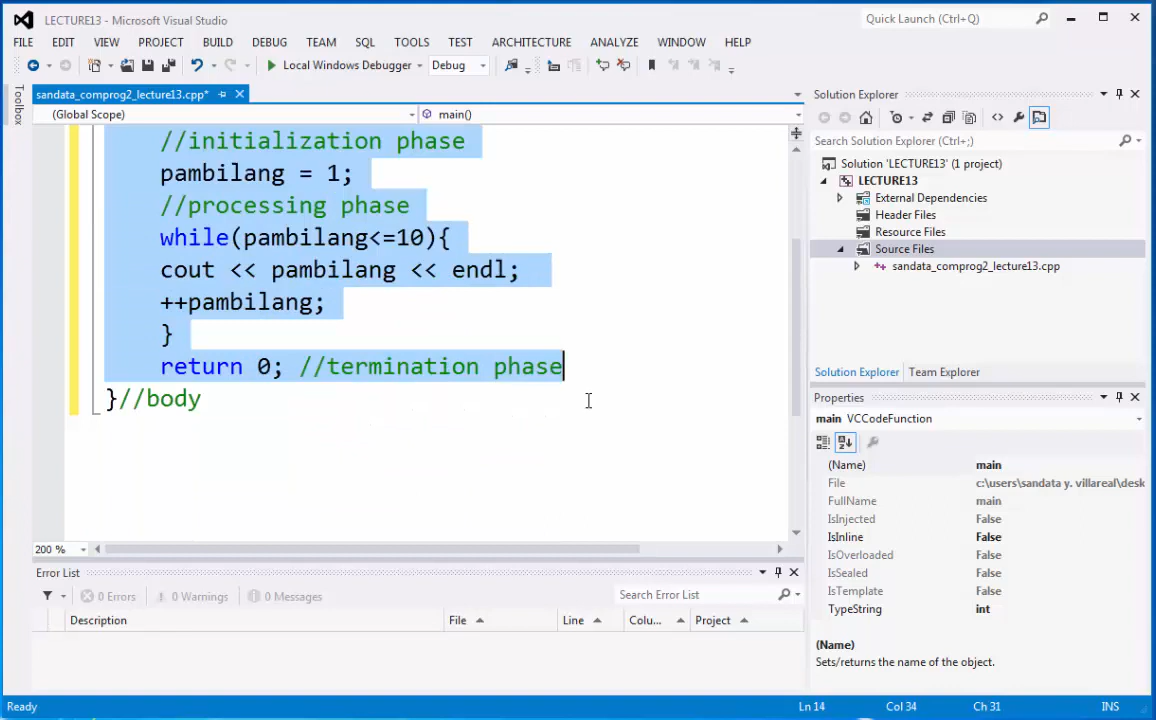 LECTURE13 - Microsoft Visual Studio
Quick Launch (Ctrl+Q)
FILE EDIT VIEW PROJECT BUILD DEBUG TEAM SQL TOOLS TEST ARCHITECTURE ANALYZE WINDOW HELP
Local Windows Debugger Debug
Toolbox
sandata_comprog2_lecture13.cpp*
(Global Scope) main()
//initialization phase
pambilang = 1;
//processing phase
while(pambilang<=10){
cout << pambilang << endl;
++pambilang;
}
return 0; //termination phase
}//body
200 %
Solution Explorer
Search Solution Explorer (Ctrl+;)
Solution 'LECTURE13' (1 project)
LECTURE13
External Dependencies
Header Files
Resource Files
Source Files
sandata_comprog2_lecture13.cpp
Solution Explorer Team Explorer
Properties
main VCCodeFunction
(Name) main
File c:\users\sandata y. villareal\desk
FullName main
IsInjected False
IsInline False
IsOverloaded False
IsSealed False
IsTemplate False
TypeString int
(Name)
Sets/returns the name of the object.
Error List
0 Errors 0 Warnings 0 Messages
Search Error List
Description File Line Colu... Project
Ready Ln 14 Col 34 Ch 31 INS